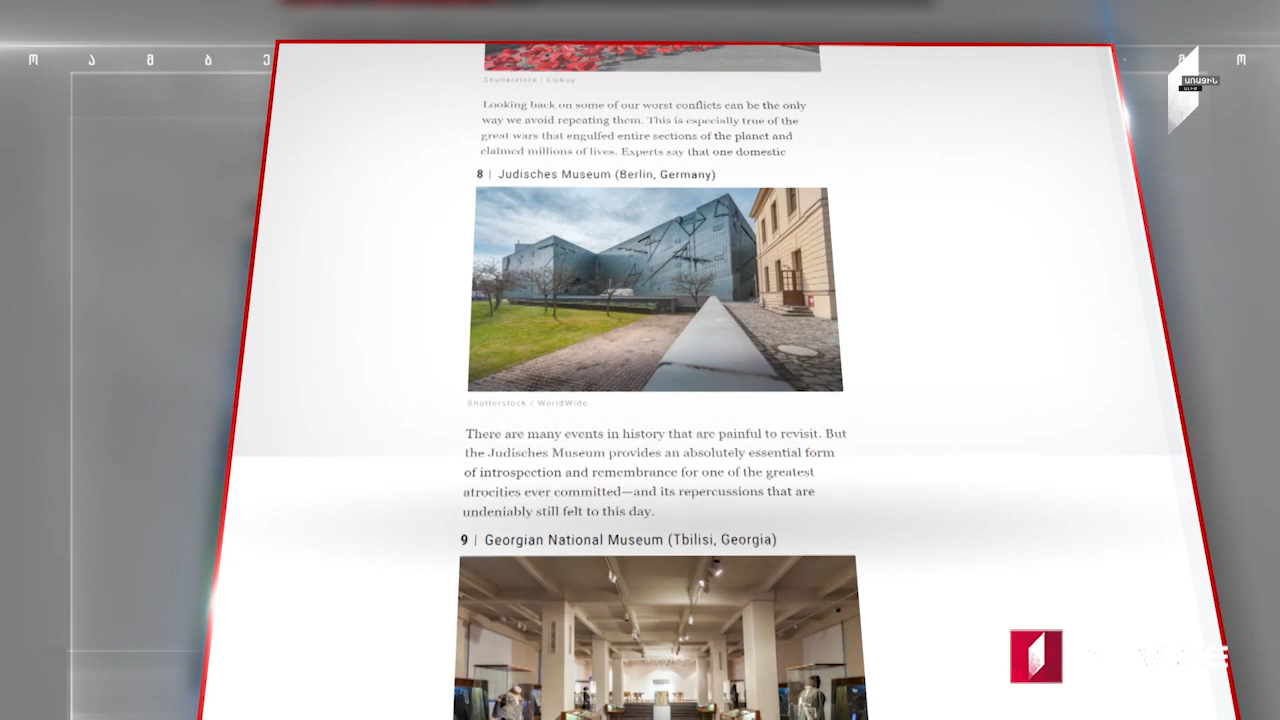 ო ა მ ბ ე
მ ო
ԱՌԱՋԻՆ
ԱԼԻՔ
Shutterstock / EQRoy
Looking back on some of our worst conflicts can be the only
way we avoid repeating them. This is especially true of the
great wars that engulfed entire sections of the planet and
claimed millions of lives. Experts say that one domestic
8 | Judisches Museum (Berlin, Germany)
Shutterstock / WorldWide
There are many events in history that are painful to revisit. But
the Judisches Museum provides an absolutely essential form
of introspection and remembrance for one of the greatest
atrocities ever committed—and its repercussions that are
undeniably still felt to this day.
9 | Georgian National Museum (Tbilisi, Georgia)